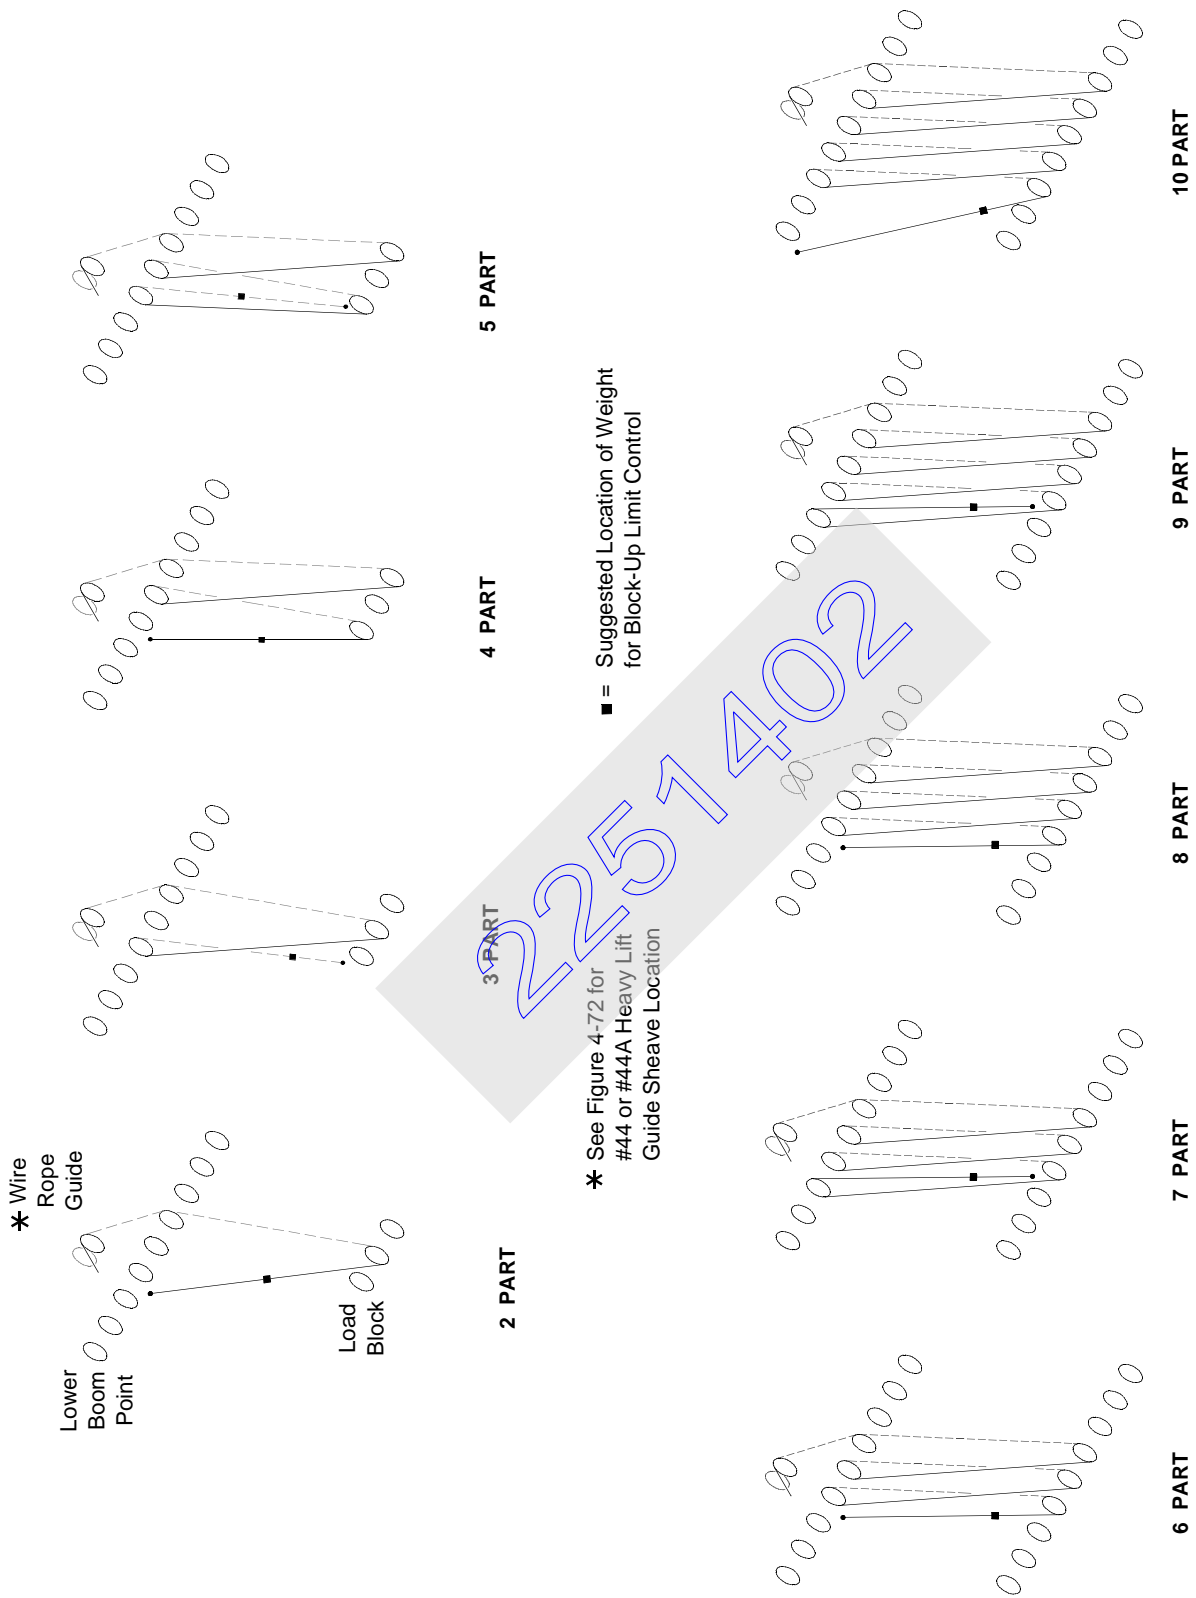 ✱ Wire
Rope
Guide
Lower
Boom
Point
Load
Block
2 PART
3 PART
4 PART
5 PART
✱ See Figure 4-72 for
#44 or #44A Heavy Lift
Guide Sheave Location
■ = Suggested Location of Weight
for Block-Up Limit Control
2251402
6 PART
7 PART
8 PART
9 PART
10 PART